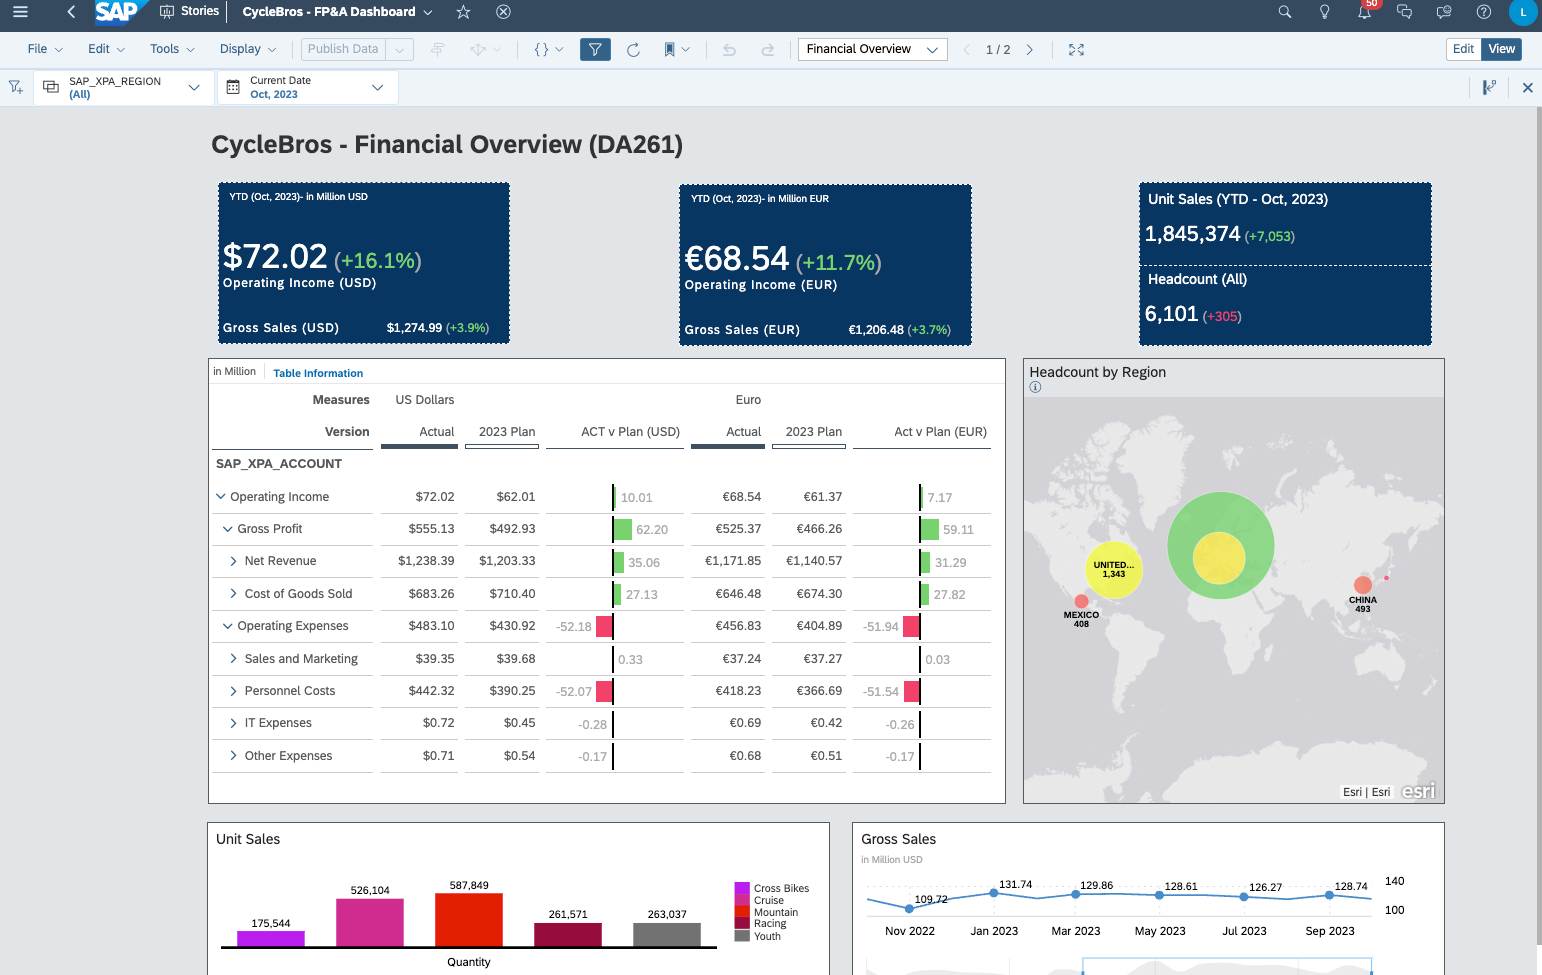 SAP Stories CycleBros - FP&A Dashboard 50 L
File Edit Tools Display Publish Data { } Financial Overview 1 / 2 Edit View
SAP_XPA_REGION
(All)
Current Date
Oct, 2023
CycleBros - Financial Overview (DA261)
YTD (Oct, 2023)- in Million USD
$72.02 (+16.1%)
Operating Income (USD)
Gross Sales (USD) $1,274.99 (+3.9%)
YTD (Oct, 2023)- in Million EUR
€68.54 (+11.7%)
Operating Income (EUR)
Gross Sales (EUR) €1,206.48 (+3.7%)
Unit Sales (YTD - Oct, 2023)
1,845,374 (+7,053)
Headcount (All)
6,101 (+305)
in Million Table Information
Measures US Dollars Euro
Version Actual 2023 Plan ACT v Plan (USD) Actual 2023 Plan Act v Plan (EUR)
SAP_XPA_ACCOUNT
Operating Income $72.02 $62.01 10.01 €68.54 €61.37 7.17
Gross Profit $555.13 $492.93 62.20 €525.37 €466.26 59.11
Net Revenue $1,238.39 $1,203.33 35.06 €1,171.85 €1,140.57 31.29
Cost of Goods Sold $683.26 $710.40 27.13 €646.48 €674.30 27.82
Operating Expenses $483.10 $430.92 -52.18 €456.83 €404.89 -51.94
Sales and Marketing $39.35 $39.68 0.33 €37.24 €37.27 0.03
Personnel Costs $442.32 $390.25 -52.07 €418.23 €366.69 -51.54
IT Expenses $0.72 $0.45 -0.28 €0.69 €0.42 -0.26
Other Expenses $0.71 $0.54 -0.17 €0.68 €0.51 -0.17
Headcount by Region
UNITED...
1,343
MEXICO
408
CHINA
493
Esri | Esri esri
Unit Sales
175,544
526,104
587,849
261,571
263,037
Quantity
Cross Bikes
Cruise
Mountain
Racing
Youth
Gross Sales
in Million USD
109.72 131.74 129.86 128.61 126.27 128.74
140
100
Nov 2022 Jan 2023 Mar 2023 May 2023 Jul 2023 Sep 2023